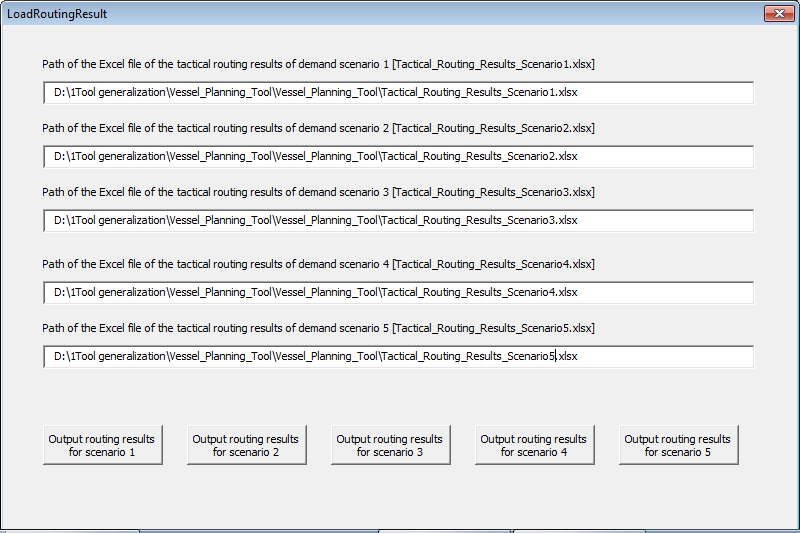 LoadRoutingResult
Path of the Excel file of the tactical routing results of demand scenario 1 [Tactical_Routing_Results_Scenario1.xlsx]
D:\1Tool generalization\Vessel_Planning_Tool\Vessel_Planning_Tool\Tactical_Routing_Results_Scenario1.xlsx
Path of the Excel file of the tactical routing results of demand scenario 2 [Tactical_Routing_Results_Scenario2.xlsx]
D:\1Tool generalization\Vessel_Planning_Tool\Vessel_Planning_Tool\Tactical_Routing_Results_Scenario2.xlsx
Path of the Excel file of the tactical routing results of demand scenario 3 [Tactical_Routing_Results_Scenario3.xlsx]
D:\1Tool generalization\Vessel_Planning_Tool\Vessel_Planning_Tool\Tactical_Routing_Results_Scenario3.xlsx
Path of the Excel file of the tactical routing results of demand scenario 4 [Tactical_Routing_Results_Scenario4.xlsx]
D:\1Tool generalization\Vessel_Planning_Tool\Vessel_Planning_Tool\Tactical_Routing_Results_Scenario4.xlsx
Path of the Excel file of the tactical routing results of demand scenario 5 [Tactical_Routing_Results_Scenario5.xlsx]
D:\1Tool generalization\Vessel_Planning_Tool\Vessel_Planning_Tool\Tactical_Routing_Results_Scenario5.xlsx
Output routing results
for scenario 1
Output routing results
for scenario 2
Output routing results
for scenario 3
Output routing results
for scenario 4
Output routing results
for scenario 5